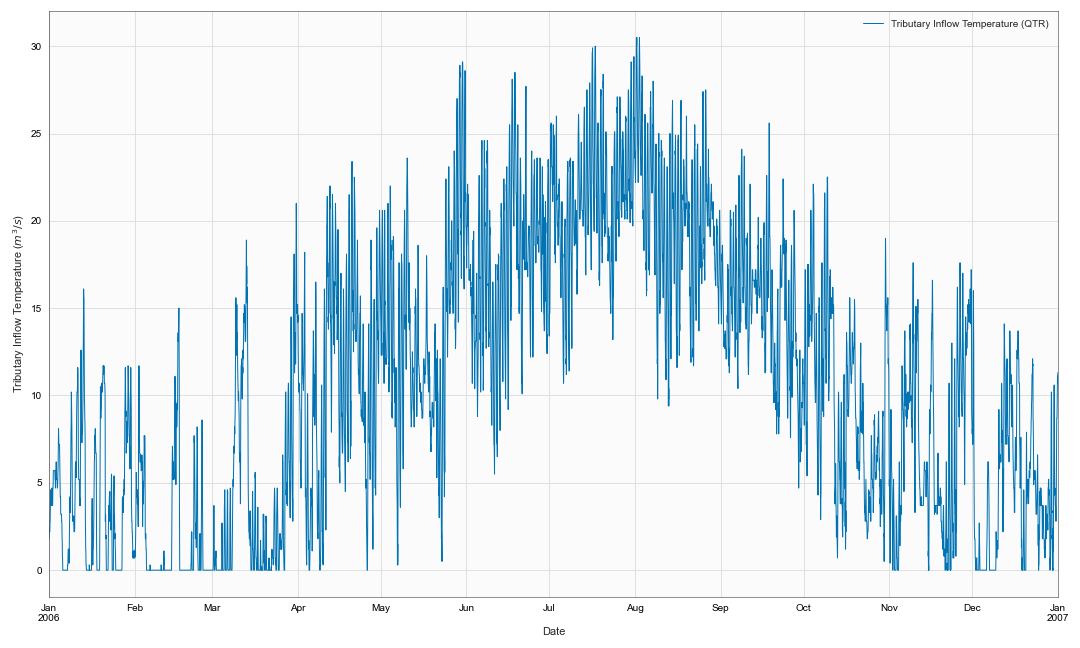 Tributary Inflow Temperature (QTR)
30
25
20
15
10
5
0
Tributary Inflow Temperature (m³/s)
Jan Feb Mar Apr May Jun Jul Aug Sep Oct Nov Dec Jan
2006 2007
Date